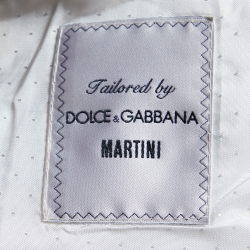 Tailored by
DOLCE & GABBANA
MARTINI